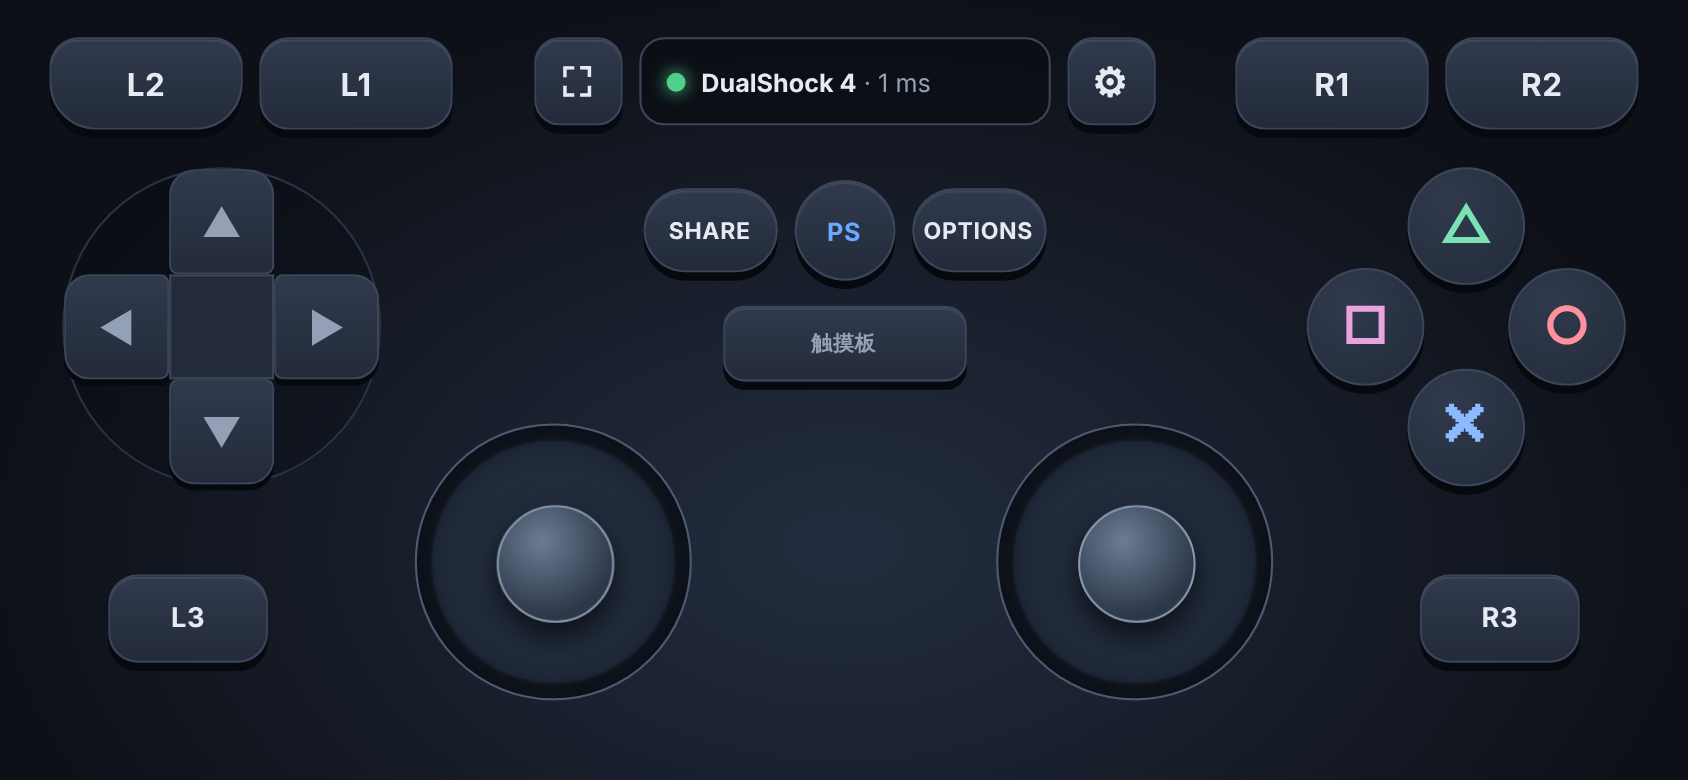 L2
L1
DualShock 4 · 1 ms
R1
R2
SHARE
PS
OPTIONS
触摸板
L3
R3